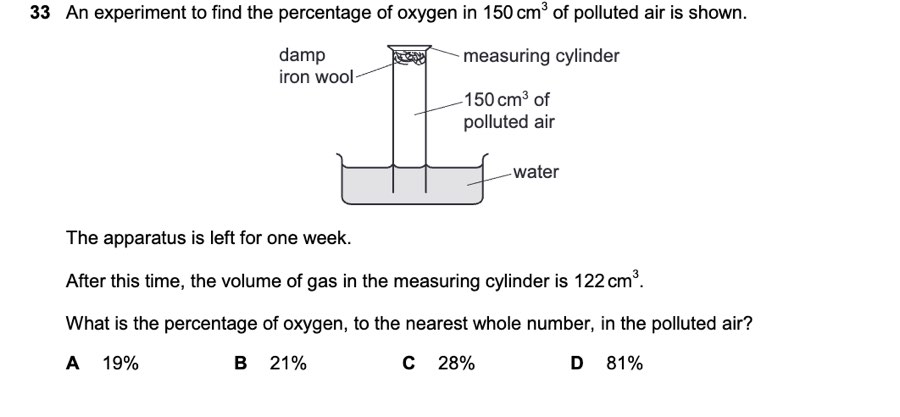 33 An experiment to find the percentage of oxygen in 150 cm³ of polluted air is shown.
damp
iron wool
measuring cylinder
150 cm³ of
polluted air
water
The apparatus is left for one week.
After this time, the volume of gas in the measuring cylinder is 122 cm³.
What is the percentage of oxygen, to the nearest whole number, in the polluted air?
A 19% B 21% C 28% D 81%